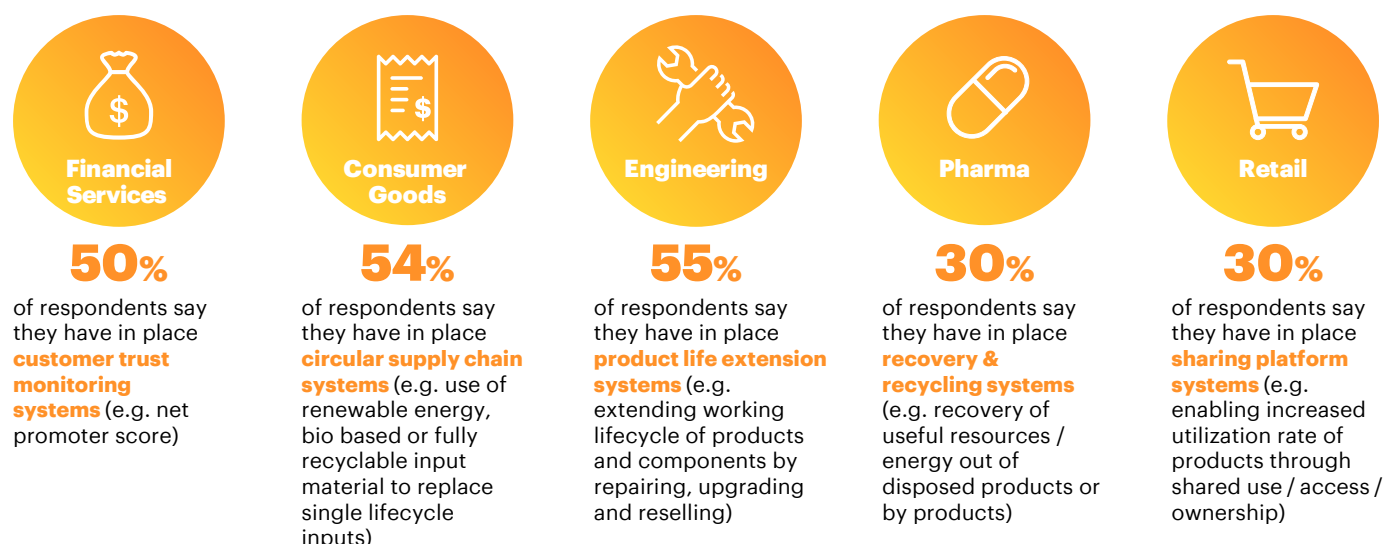 $
Financial
Services
50%
of respondents say
they have in place
customer trust
monitoring
systems (e.g. net
promoter score)
$
Consumer
Goods
54%
of respondents say
they have in place
circular supply chain
systems (e.g. use of
renewable energy,
bio based or fully
recyclable input
material to replace
single lifecycle
inputs)
Engineering
55%
of respondents say
they have in place
product life extension
systems (e.g.
extending working
lifecycle of products
and components by
repairing, upgrading
and reselling)
Pharma
30%
of respondents say
they have in place
recovery &
recycling systems
(e.g. recovery of
useful resources /
energy out of
disposed products or
by products)
Retail
30%
of respondents say
they have in place
sharing platform
systems (e.g.
enabling increased
utilization rate of
products through
shared use / access /
ownership)